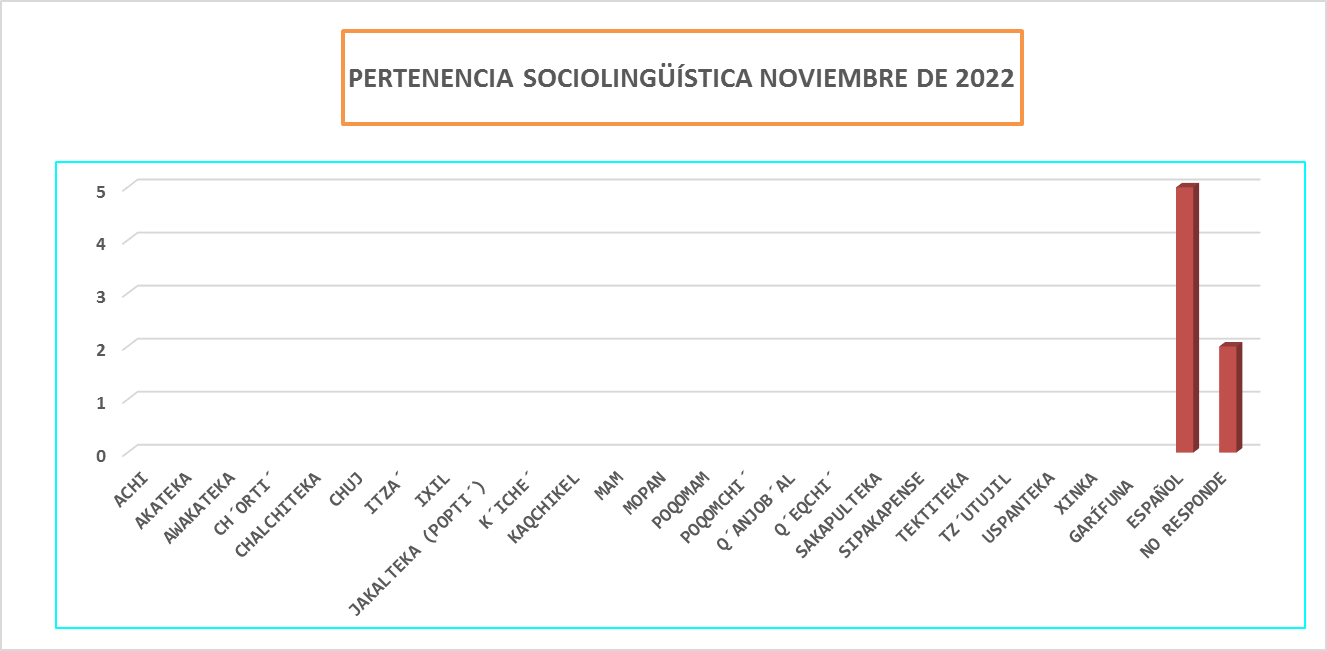 PERTENENCIA SOCIOLINGÜÍSTICA NOVIEMBRE DE 2022
5
4
3
2
1
0
ACHI
AKATEKA
AWAKATEKA
CH´ORTI´
CHALCHITEKA
CHUJ
ITZA´
IXIL
JAKALTEKA (POPTI´)
K´ICHE´
KAQCHIKEL
MAM
MOPAN
POQOMAM
POQOMCHI´
Q´ANJOB´AL
Q´EQCHI´
SAKAPULTEKA
SIPAKAPENSE
TEKTITEKA
TZ´UTUJIL
USPANTEKA
XINKA
GARÍFUNA
ESPAÑOL
NO RESPONDE